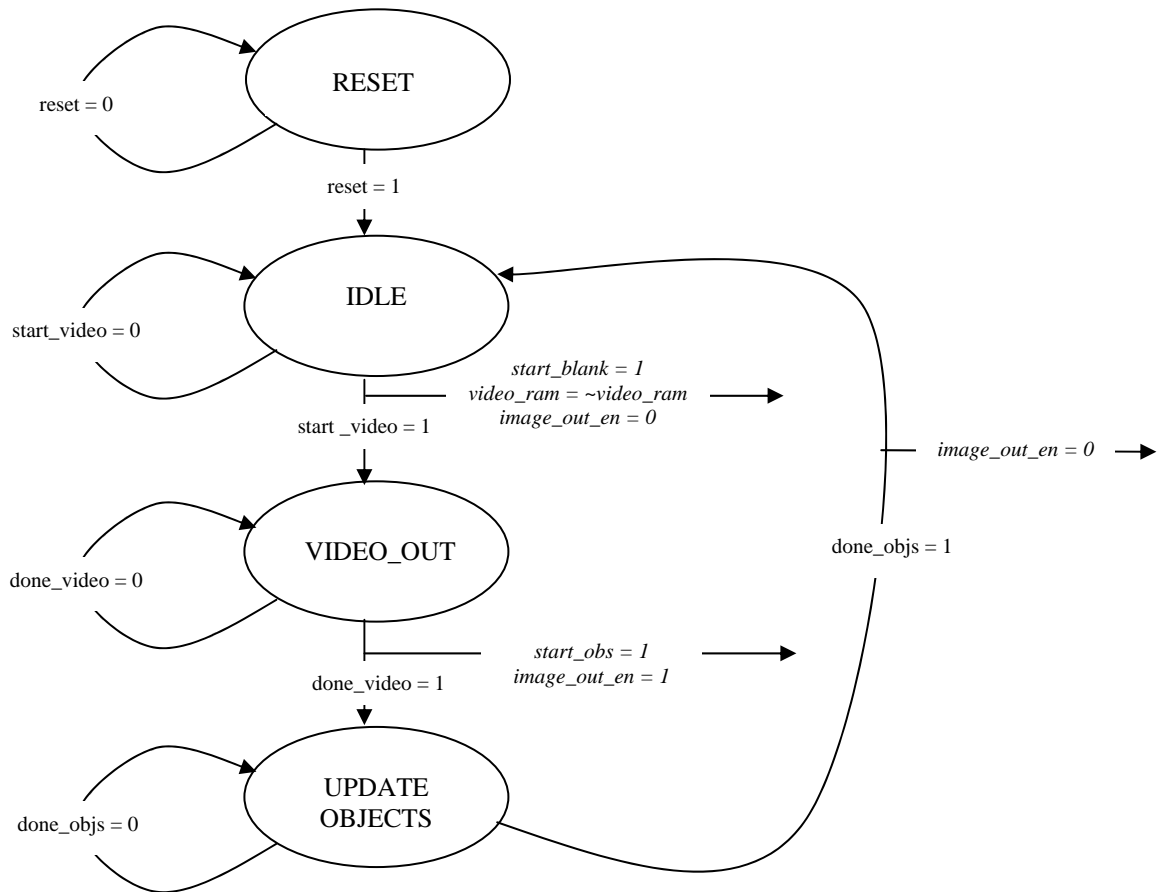 RESET
reset = 0
reset = 1
IDLE
start_video = 0
start_blank = 1
video_ram = ~video_ram
image_out_en = 0
start _video = 1
image_out_en = 0
VIDEO_OUT
done_objs = 1
done_video = 0
start_obs = 1
image_out_en = 1
done_video = 1
UPDATE
OBJECTS
done_objs = 0